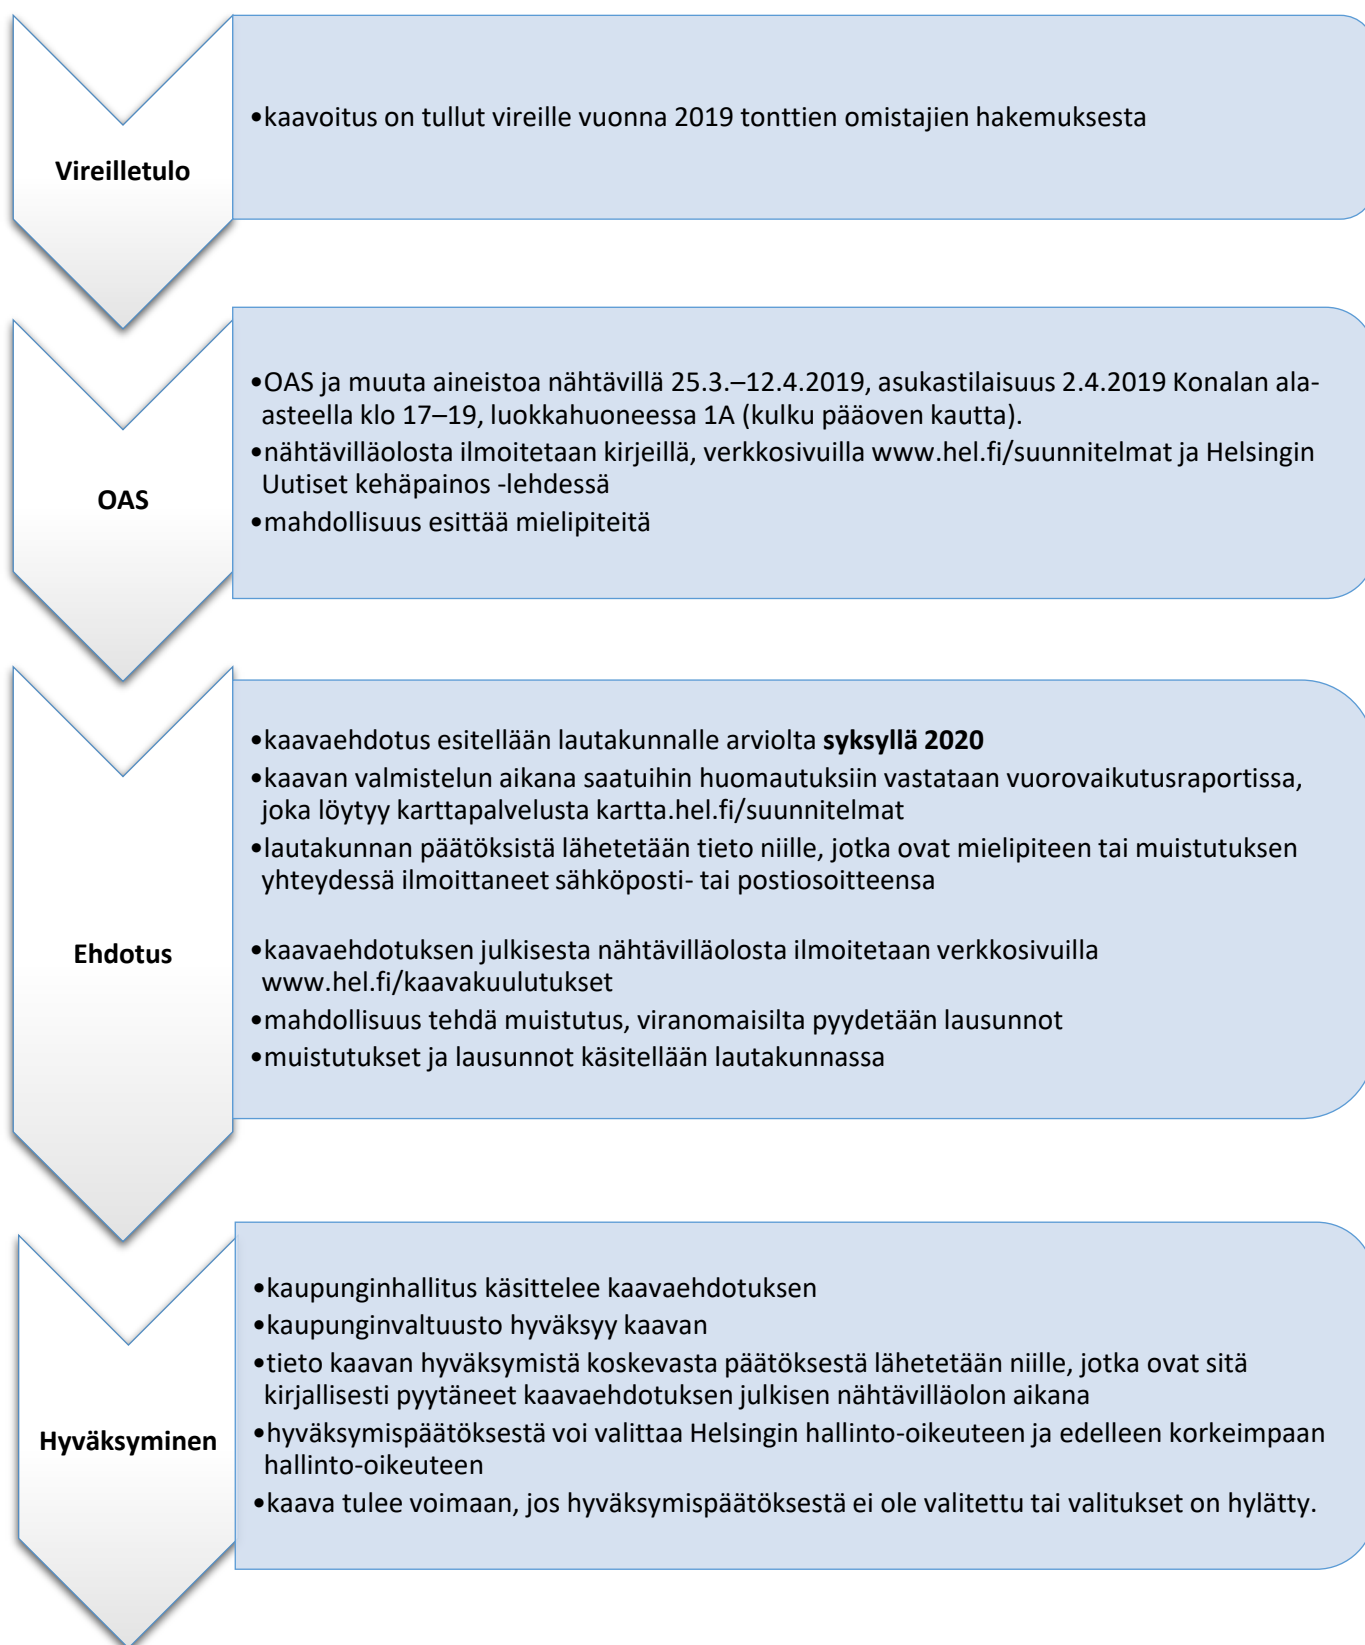 Vireilletulo
•kaavoitus on tullut vireille vuonna 2019 tonttien omistajien hakemuksesta
OAS
•OAS ja muuta aineistoa nähtävillä 25.3.–12.4.2019, asukastilaisuus 2.4.2019 Konalan ala-
asteella klo 17–19, luokkahuoneessa 1A (kulku pääoven kautta).
•nähtävilläolosta ilmoitetaan kirjeillä, verkkosivuilla www.hel.fi/suunnitelmat ja Helsingin
Uutiset kehäpainos -lehdessä
•mahdollisuus esittää mielipiteitä
Ehdotus
•kaavaehdotus esitellään lautakunnalle arviolta syksyllä 2020
•kaavan valmistelun aikana saatuihin huomautuksiin vastataan vuorovaikutusraportissa,
joka löytyy karttapalvelusta kartta.hel.fi/suunnitelmat
•lautakunnan päätöksistä lähetetään tieto niille, jotka ovat mielipiteen tai muistutuksen
yhteydessä ilmoittaneet sähköposti- tai postiosoitteensa
•kaavaehdotuksen julkisesta nähtävilläolosta ilmoitetaan verkkosivuilla
www.hel.fi/kaavakuulutukset
•mahdollisuus tehdä muistutus, viranomaisilta pyydetään lausunnot
•muistutukset ja lausunnot käsitellään lautakunnassa
Hyväksyminen
•kaupunginhallitus käsittelee kaavaehdotuksen
•kaupunginvaltuusto hyväksyy kaavan
•tieto kaavan hyväksymistä koskevasta päätöksestä lähetetään niille, jotka ovat sitä
kirjallisesti pyytäneet kaavaehdotuksen julkisen nähtävilläolon aikana
•hyväksymispäätöksestä voi valittaa Helsingin hallinto-oikeuteen ja edelleen korkeimpaan
hallinto-oikeuteen
•kaava tulee voimaan, jos hyväksymispäätöksestä ei ole valitettu tai valitukset on hylätty.